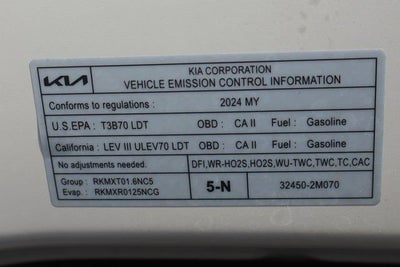 KIA
KIA CORPORATION
VEHICLE EMISSION CONTROL INFORMATION
Conforms to regulations : 2024 MY
U.S.EPA : T3B70 LDT OBD : CA II Fuel : Gasoline
California : LEV III ULEV70 LDT OBD : CA II Fuel : Gasoline
No adjustments needed. DFI,WR-HO2S,HO2S,WU-TWC,TWC,TC,CAC
Group : RKMXT01.6NC5
Evap. : RKMXR0125NCG
5-N
32450-2M070